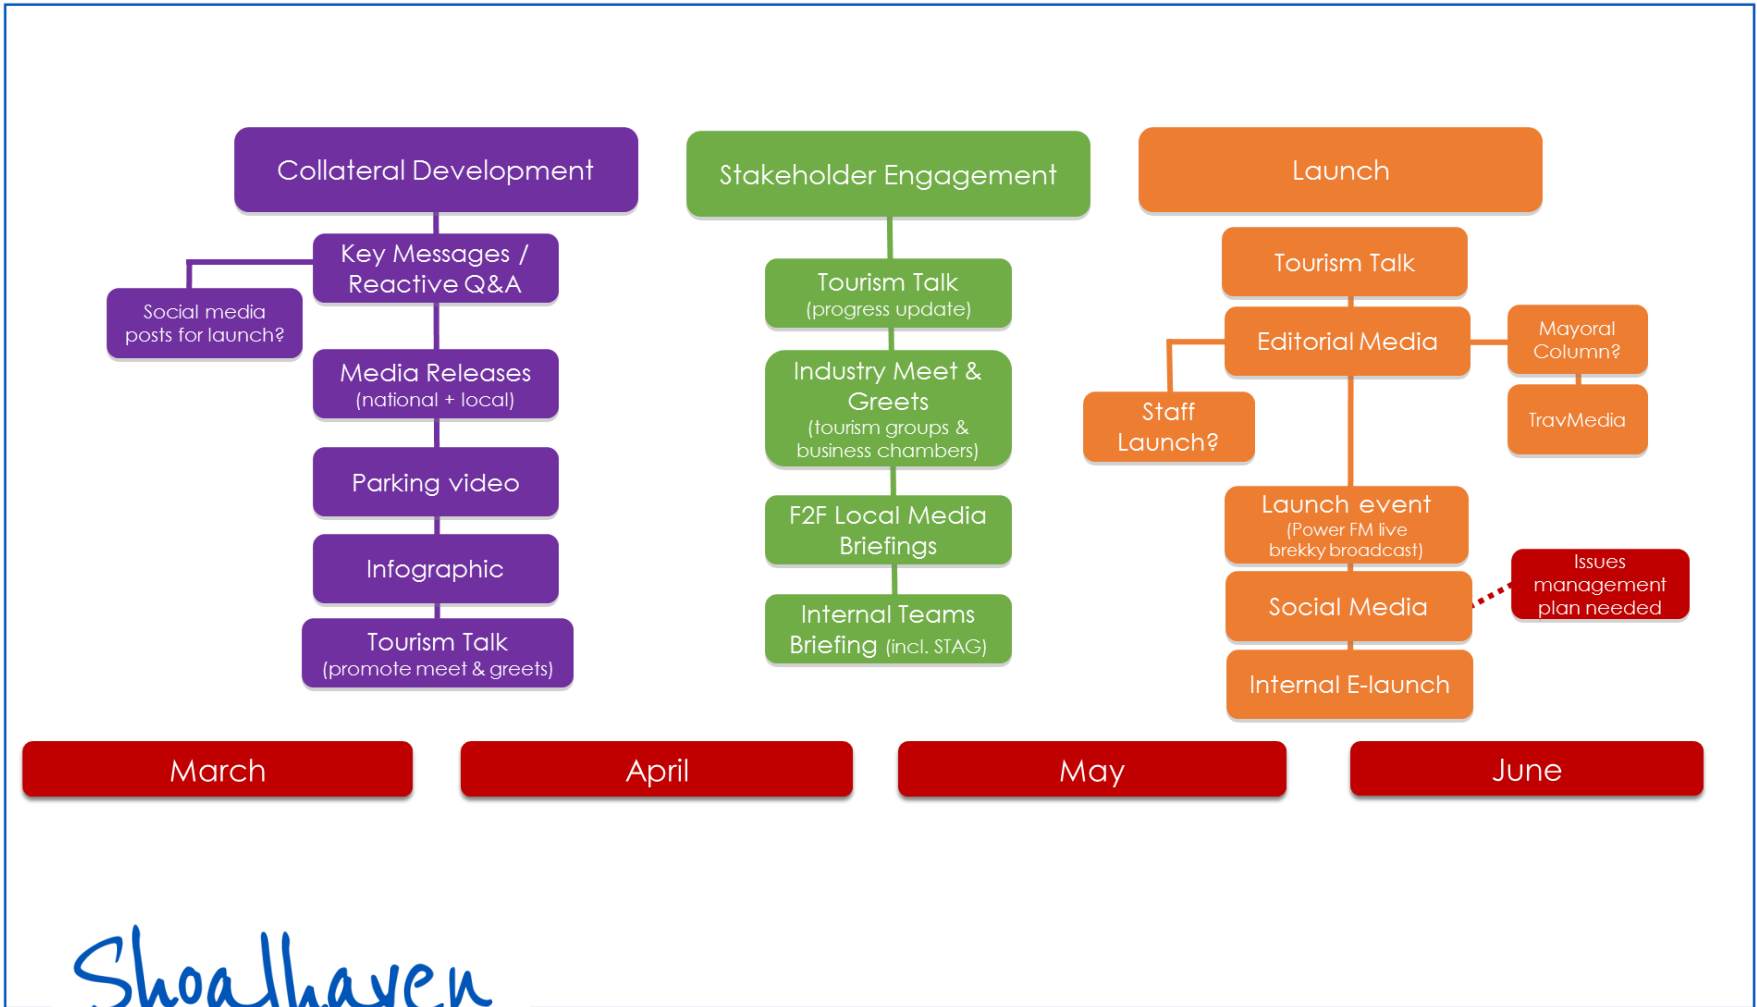 Collateral Development
Key Messages /
Reactive Q&A
Social media
posts for launch?
Media Releases
(national + local)
Parking video
Infographic
Tourism Talk
(promote meet & greets)
Stakeholder Engagement
Tourism Talk
(progress update)
Industry Meet &
Greets
(tourism groups &
business chambers)
F2F Local Media
Briefings
Internal Teams
Briefing (incl. STAG)
Launch
Tourism Talk
Editorial Media
Mayoral
Column?
TravMedia
Staff
Launch?
Launch event
(Power FM live
brekky broadcast)
Social Media
Issues
management
plan needed
Internal E-launch
March
April
May
June
Shoalhaven